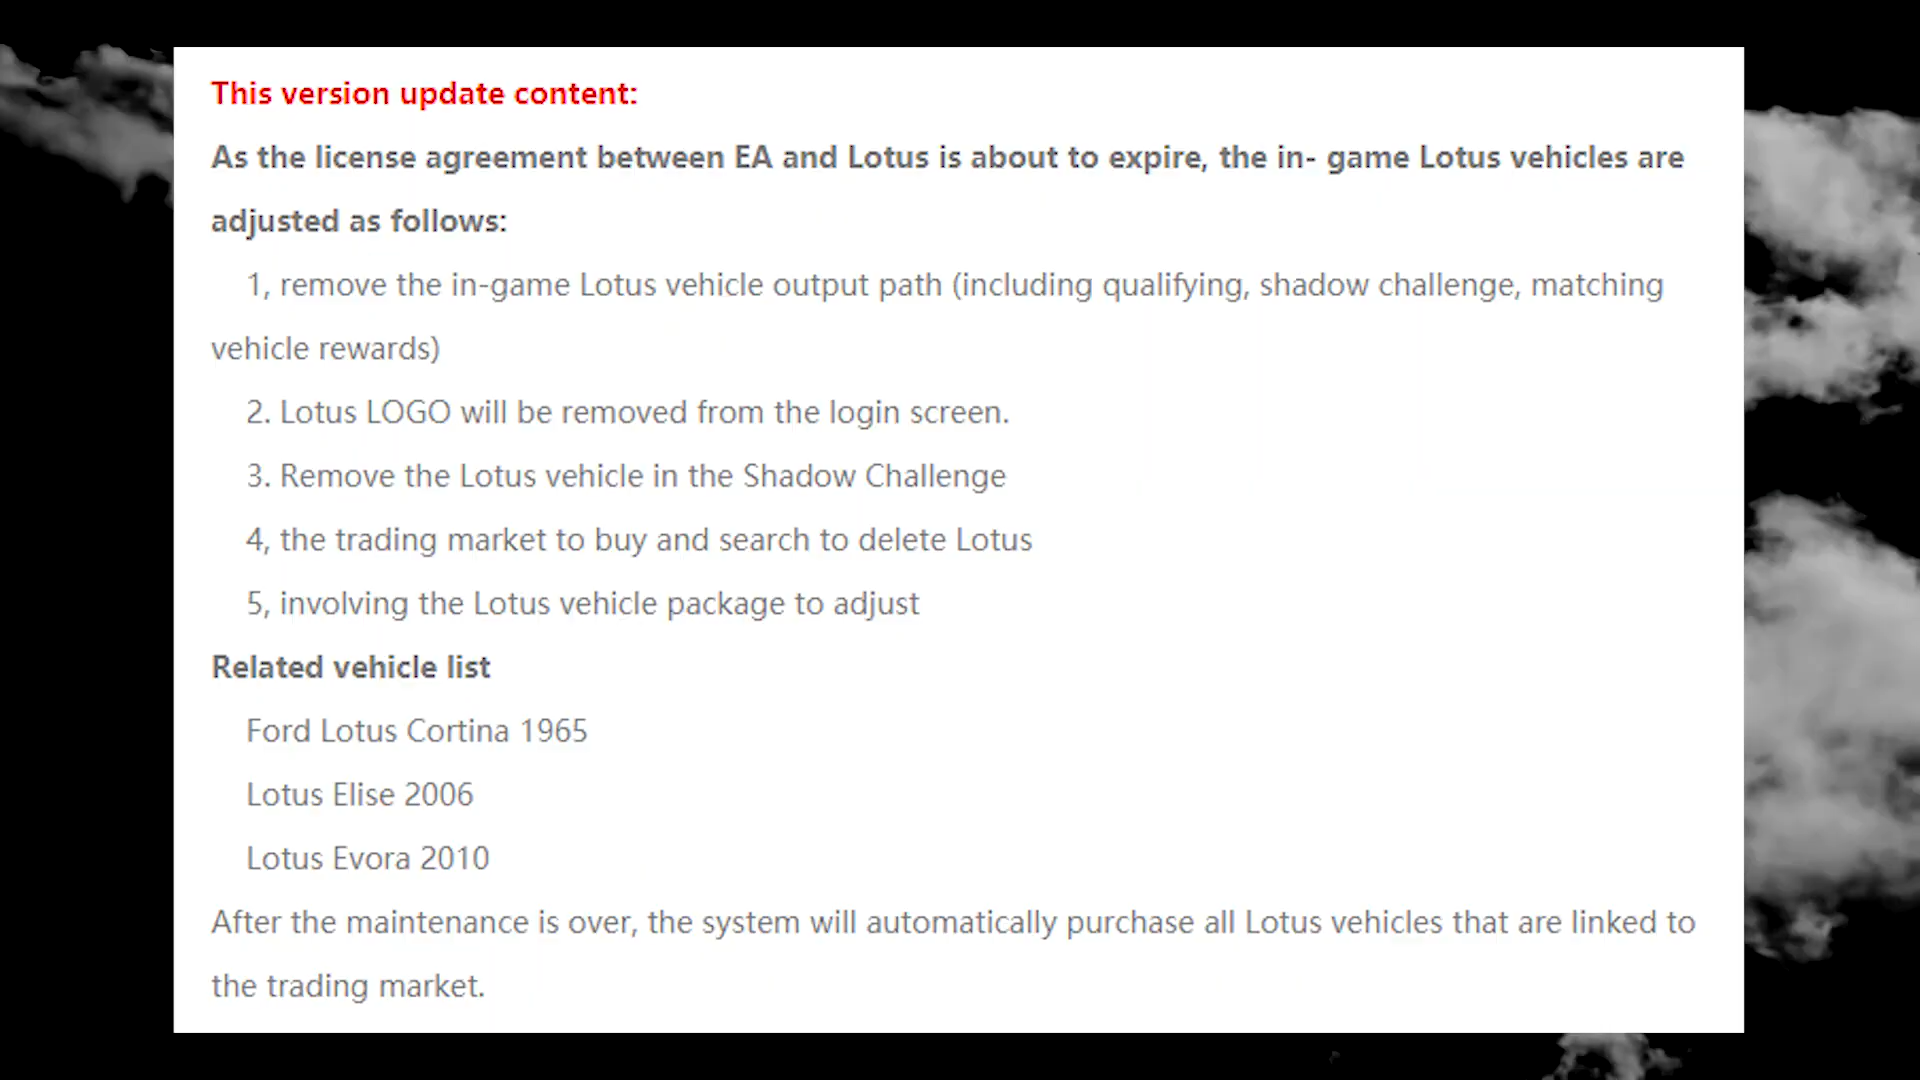 This version update content:
As the license agreement between EA and Lotus is about to expire, the in- game Lotus vehicles are
adjusted as follows:
1, remove the in-game Lotus vehicle output path (including qualifying, shadow challenge, matching
vehicle rewards)
2. Lotus LOGO will be removed from the login screen.
3. Remove the Lotus vehicle in the Shadow Challenge
4, the trading market to buy and search to delete Lotus
5, involving the Lotus vehicle package to adjust
Related vehicle list
Ford Lotus Cortina 1965
Lotus Elise 2006
Lotus Evora 2010
After the maintenance is over, the system will automatically purchase all Lotus vehicles that are linked to
the trading market.